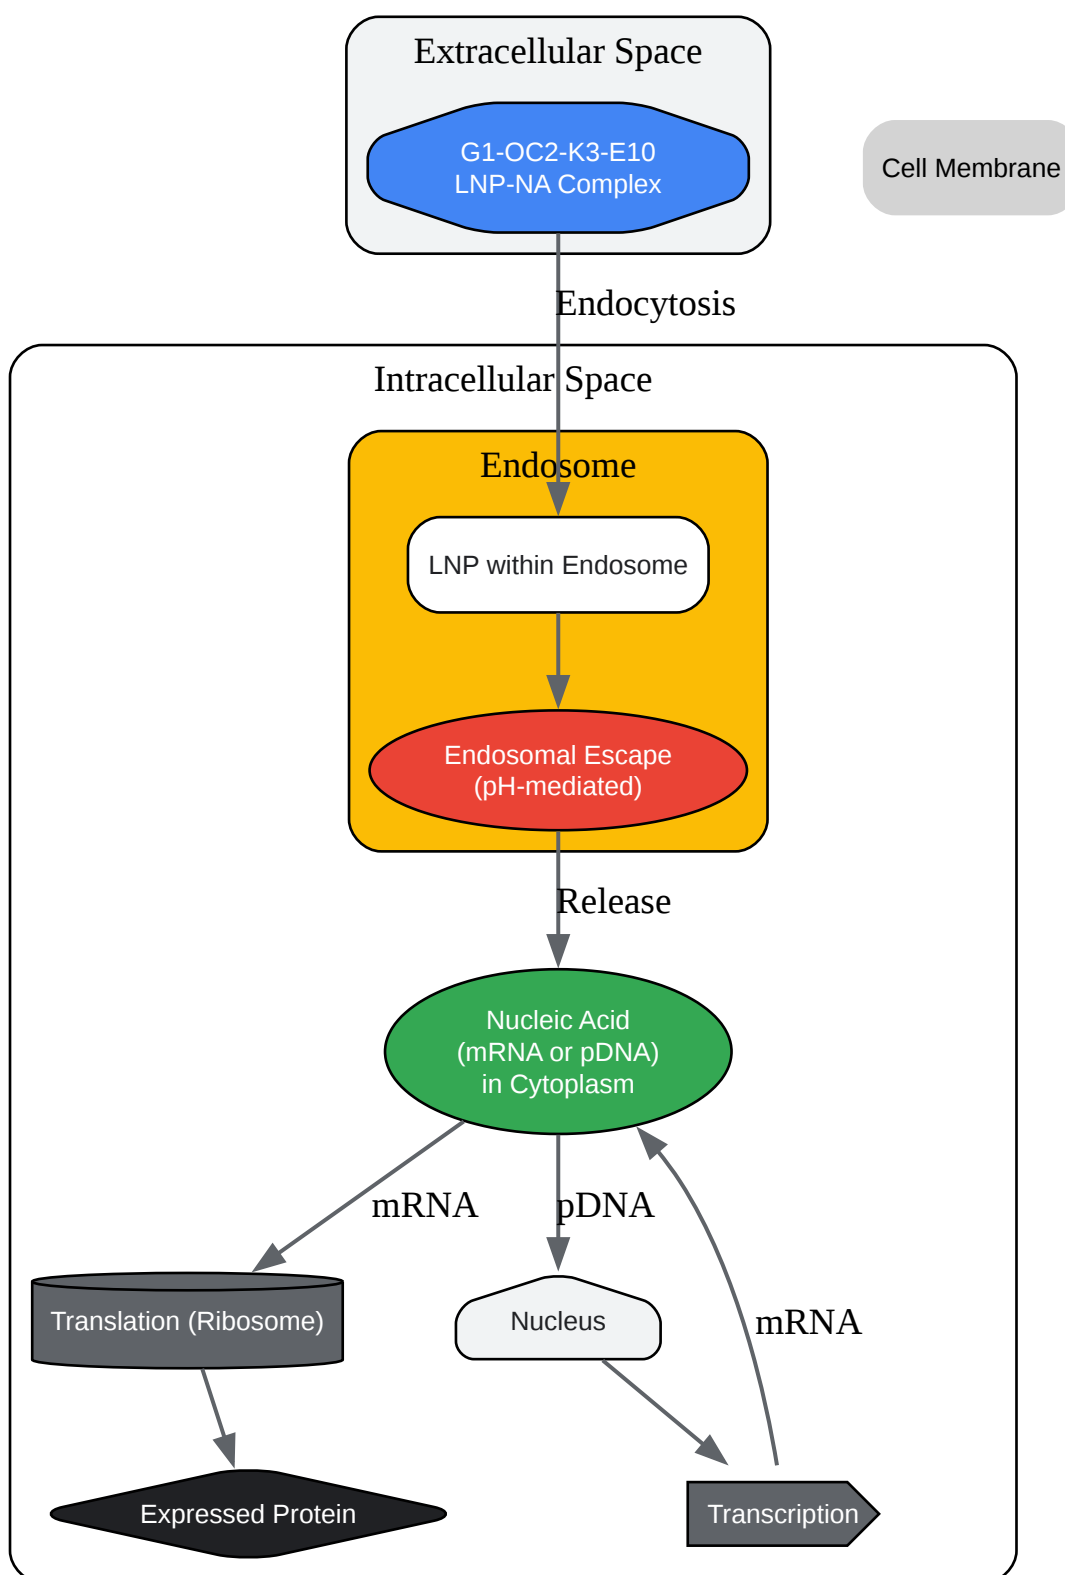 Extracellular Space
G1-OC2-K3-E10
LNP-NA Complex
Cell Membrane
Endocytosis
Intracellular Space
Endosome
LNP within Endosome
Endosomal Escape
(pH-mediated)
Release
Nucleic Acid
(mRNA or pDNA)
in Cytoplasm
mRNA
pDNA
Translation (Ribosome)
Nucleus
mRNA
Expressed Protein
Transcription